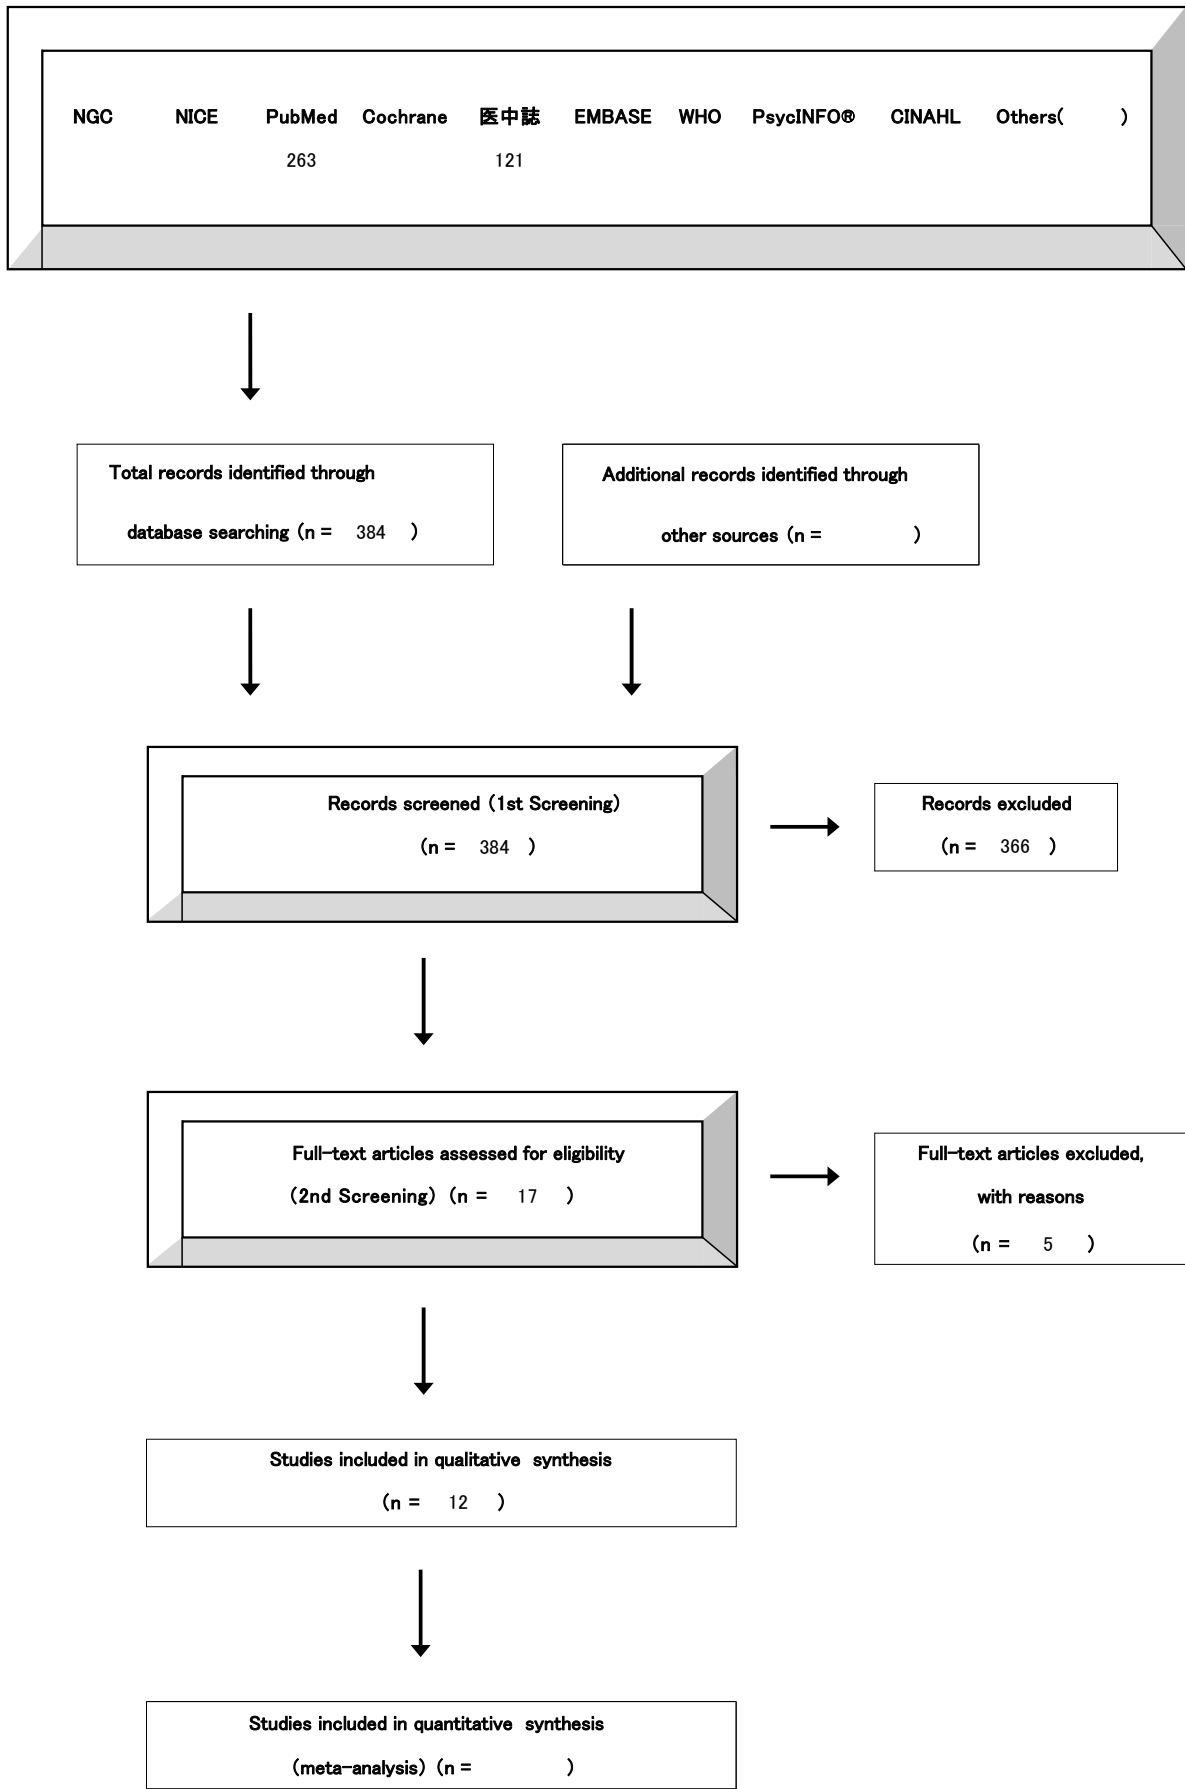 NGC NICE PubMed Cochrane 医中誌 EMBASE WHO PsycINFO® CINAHL Others( )
263 121
Total records identified through
database searching (n = 384 )
Additional records identified through
other sources (n = )
Records screened (1st Screening)
(n = 384 )
Records excluded
(n = 366 )
Full-text articles assessed for eligibility
(2nd Screening) (n = 17 )
Full-text articles excluded,
with reasons
(n = 5 )
Studies included in qualitative synthesis
(n = 12 )
Studies included in quantitative synthesis
(meta-analysis) (n = )